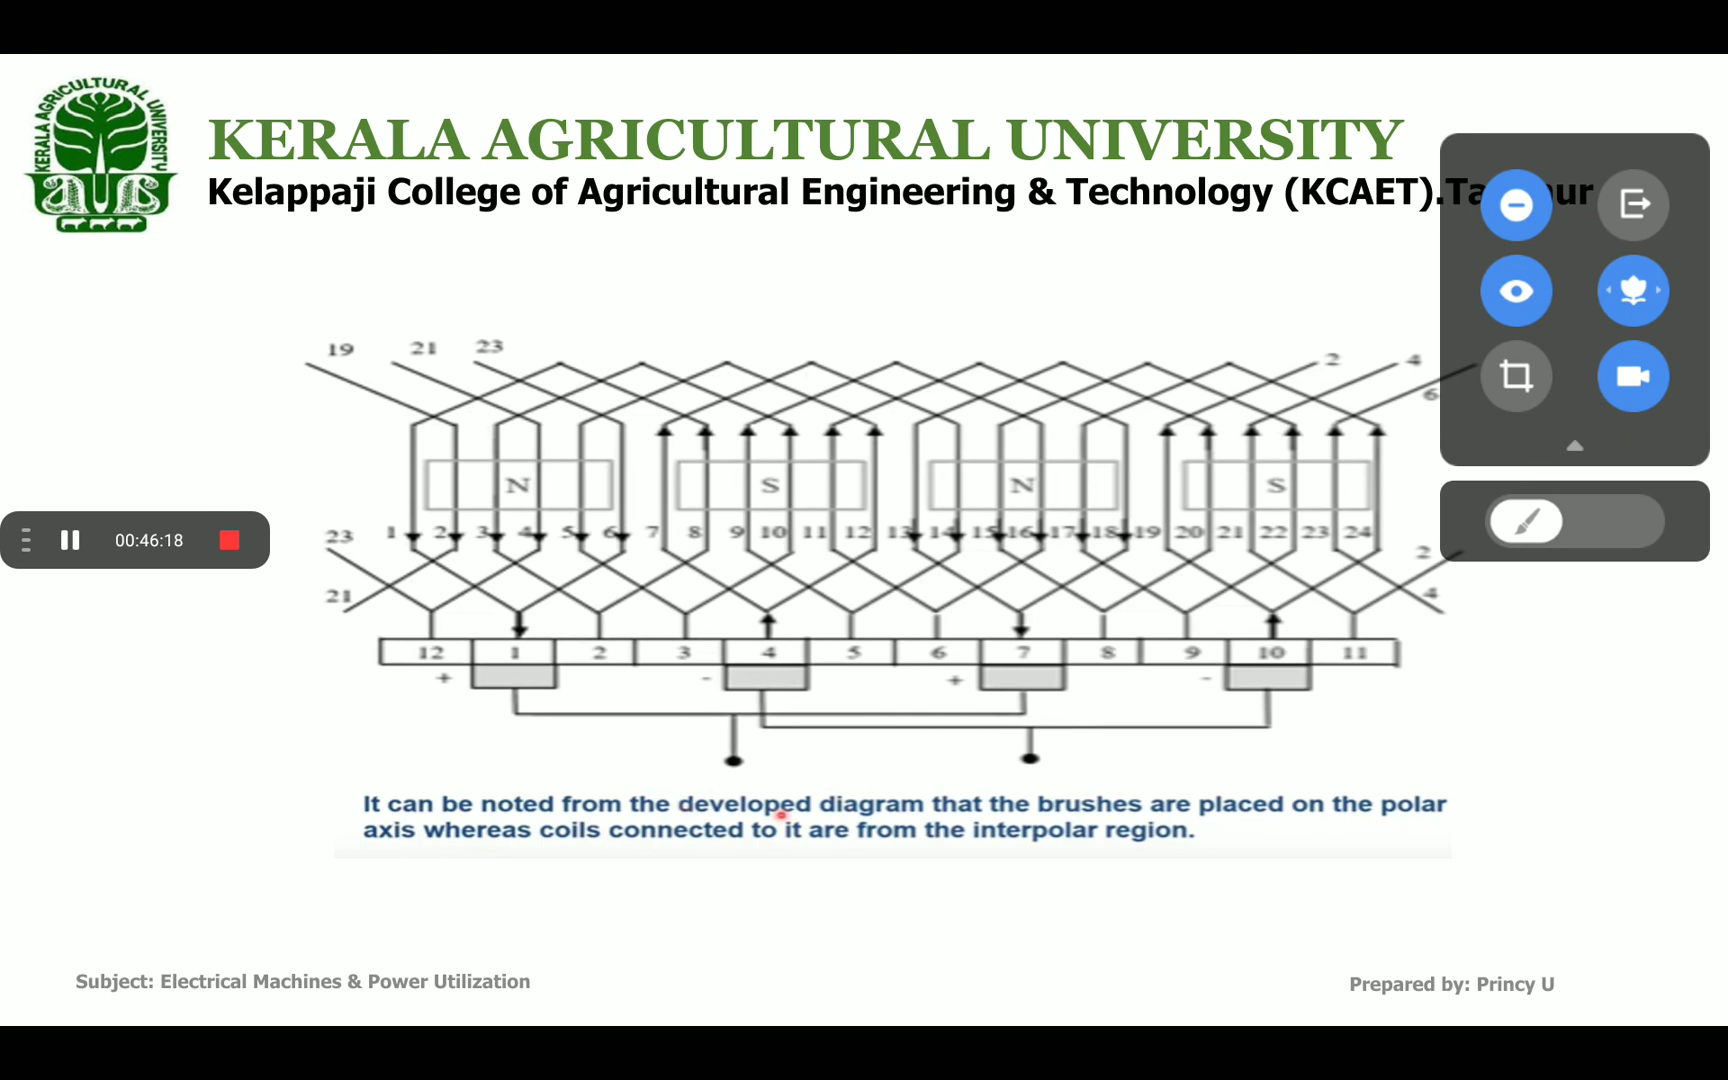 KERALA AGRICULTURAL UNIVERSITY
KERALA AGRICULTURAL UNIVERSITY
Kelappaji College of Agricultural Engineering & Technology (KCAET).
19 21 23 2 4
6
N S N S
23 1 2 3 4 5 6 7 8 9 10 11 12 13 14 15 16 17 18 19 20 21 22 23 24
2
21 4
12 1 2 3 4 5 6 7 8 9 10 11
+ - + -
00:46:18
It can be noted from the developed diagram that the brushes are placed on the polar
axis whereas coils connected to it are from the interpolar region.
Subject: Electrical Machines & Power Utilization
Prepared by: Princy U